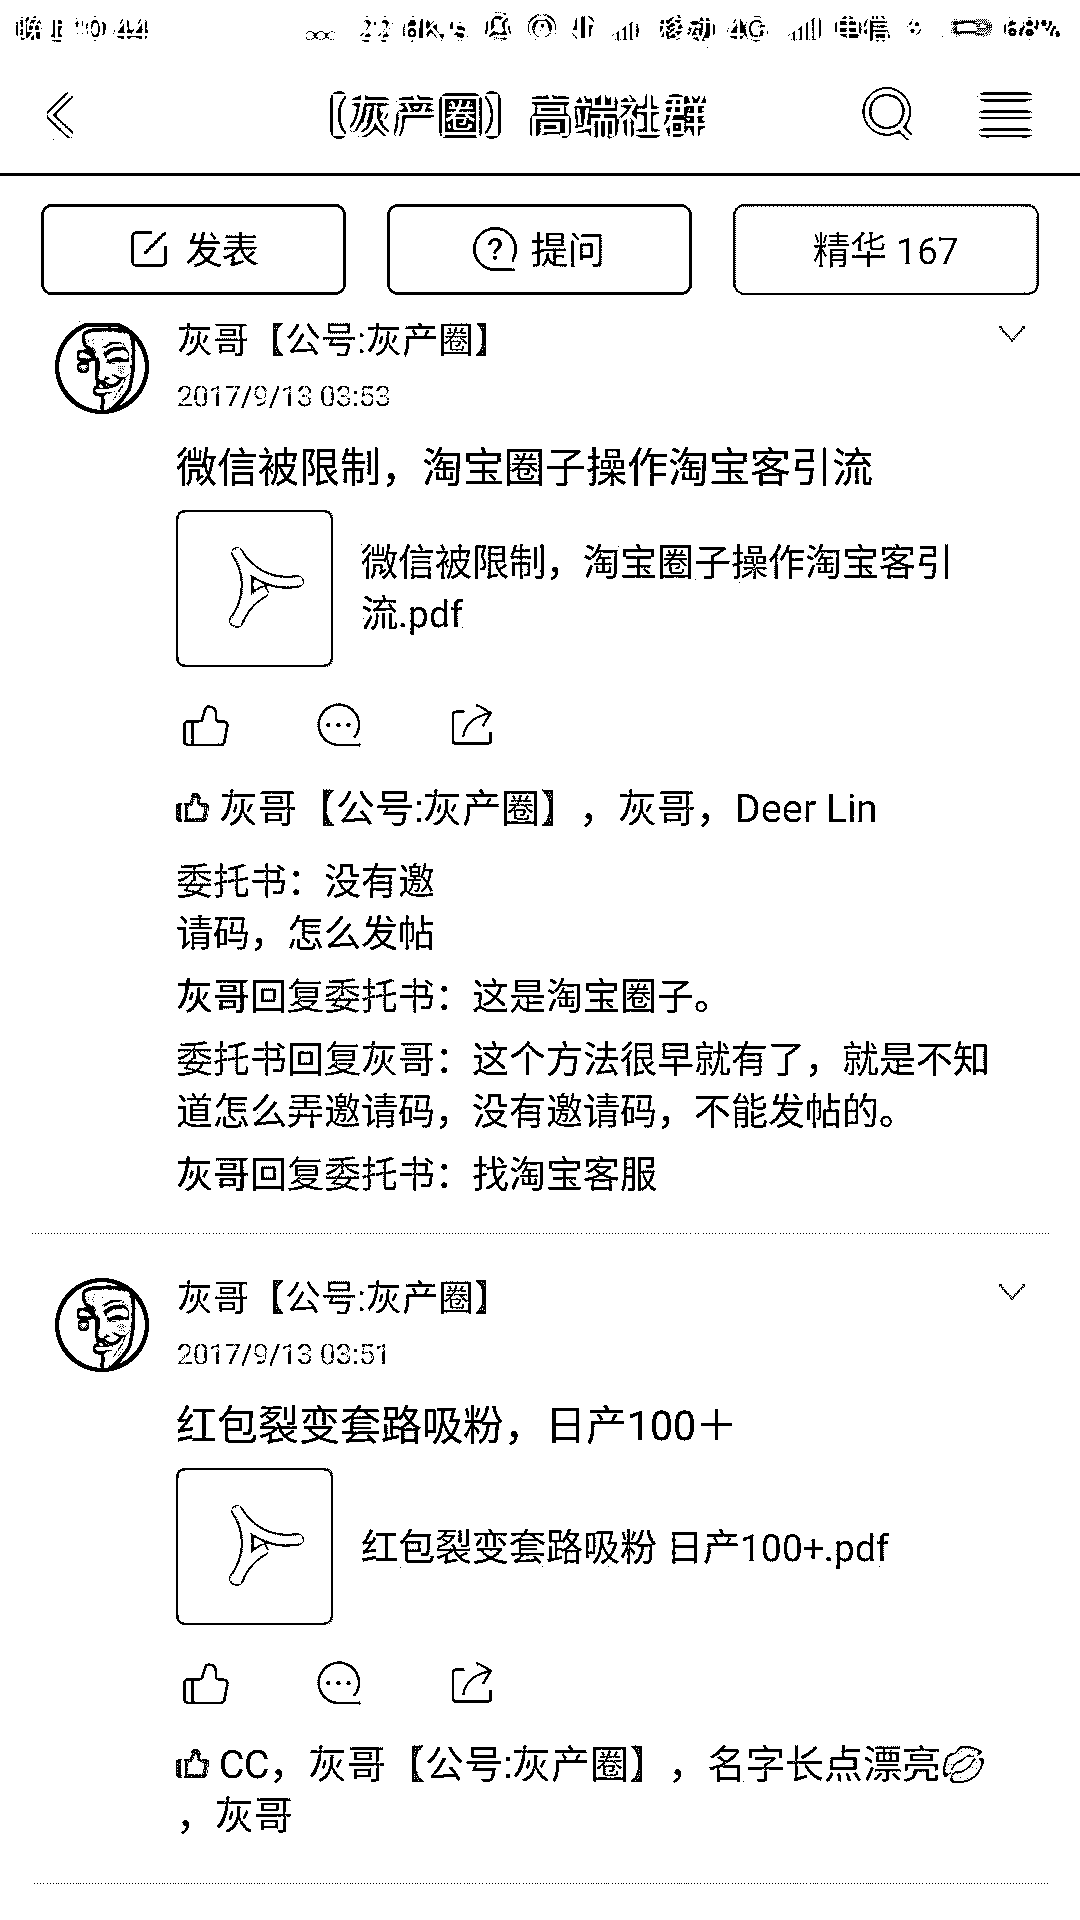 晚上10:44 移动 4G 电信 68%
〔灰产圈〕高端社群
发表 提问 精华 167
灰哥【公号:灰产圈】
2017/9/13 03:53
微信被限制，淘宝圈子操作淘宝客引流
微信被限制，淘宝圈子操作淘宝客引
流.pdf
灰哥【公号:灰产圈】，灰哥，Deer Lin
委托书：没有邀
请码，怎么发帖
灰哥回复委托书：这是淘宝圈子。
委托书回复灰哥：这个方法很早就有了，就是不知
道怎么弄邀请码，没有邀请码，不能发帖的。
灰哥回复委托书：找淘宝客服
灰哥【公号:灰产圈】
2017/9/13 03:51
红包裂变套路吸粉，日产100＋
红包裂变套路吸粉 日产100+.pdf
CC，灰哥【公号:灰产圈】，名字长点漂亮💋
，灰哥